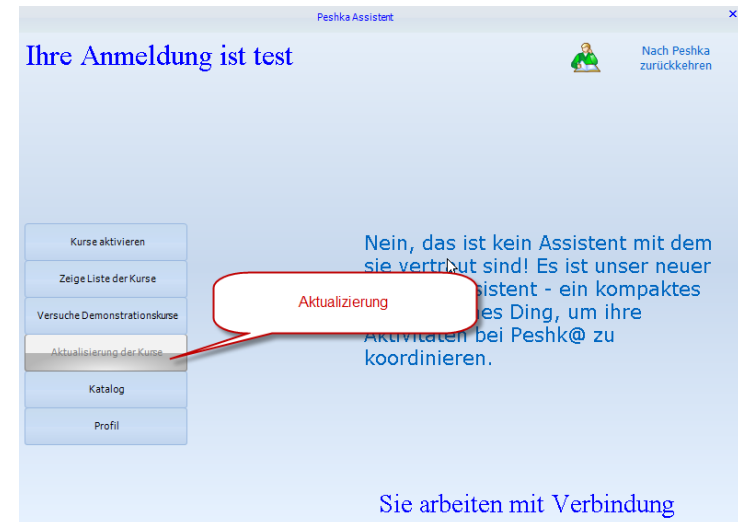 Peshka Assistent
×
Ihre Anmeldung ist test
Nach Peshka
zurückkehren
Kurse aktivieren
Zeige Liste der Kurse
Versuche Demonstrationskurse
Aktualisierung der Kurse
Katalog
Profil
Aktualizierung
Nein, das ist kein Assistent mit dem
sie vertraut sind! Es ist unser neuer
- ein kompaktes
Ding, um ihre
Aktivitäten bei Peshk@ zu
koordinieren.
Sie arbeiten mit Verbindung